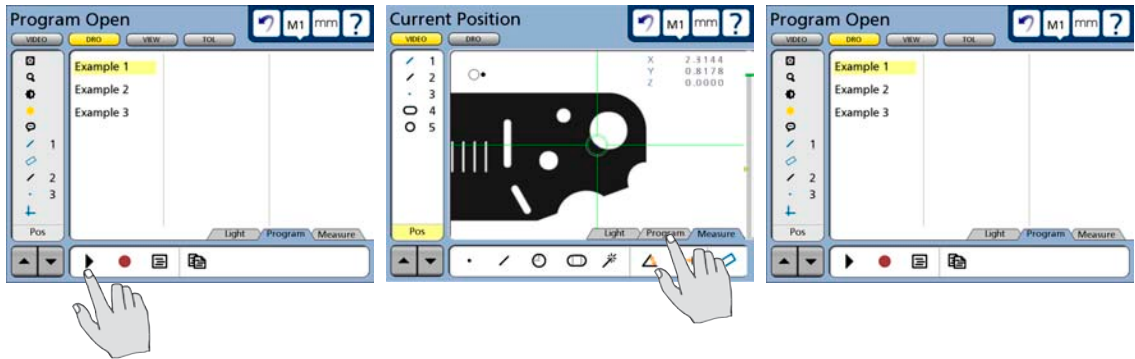 Program Open
M1 mm ?
VIDEO DRO VIEW TOL
Example 1
Example 2
Example 3
1
2
3
Pos
Light Program Measure
Current Position
M1 mm ?
VIDEO DRO
1
2
3
4
5
X 2.3144
Y 0.8178
Z 0.0000
Pos
Light Program Measure
Program Open
M1 mm ?
VIDEO DRO VIEW TOL
Example 1
Example 2
Example 3
1
2
3
Pos
Light Program Measure